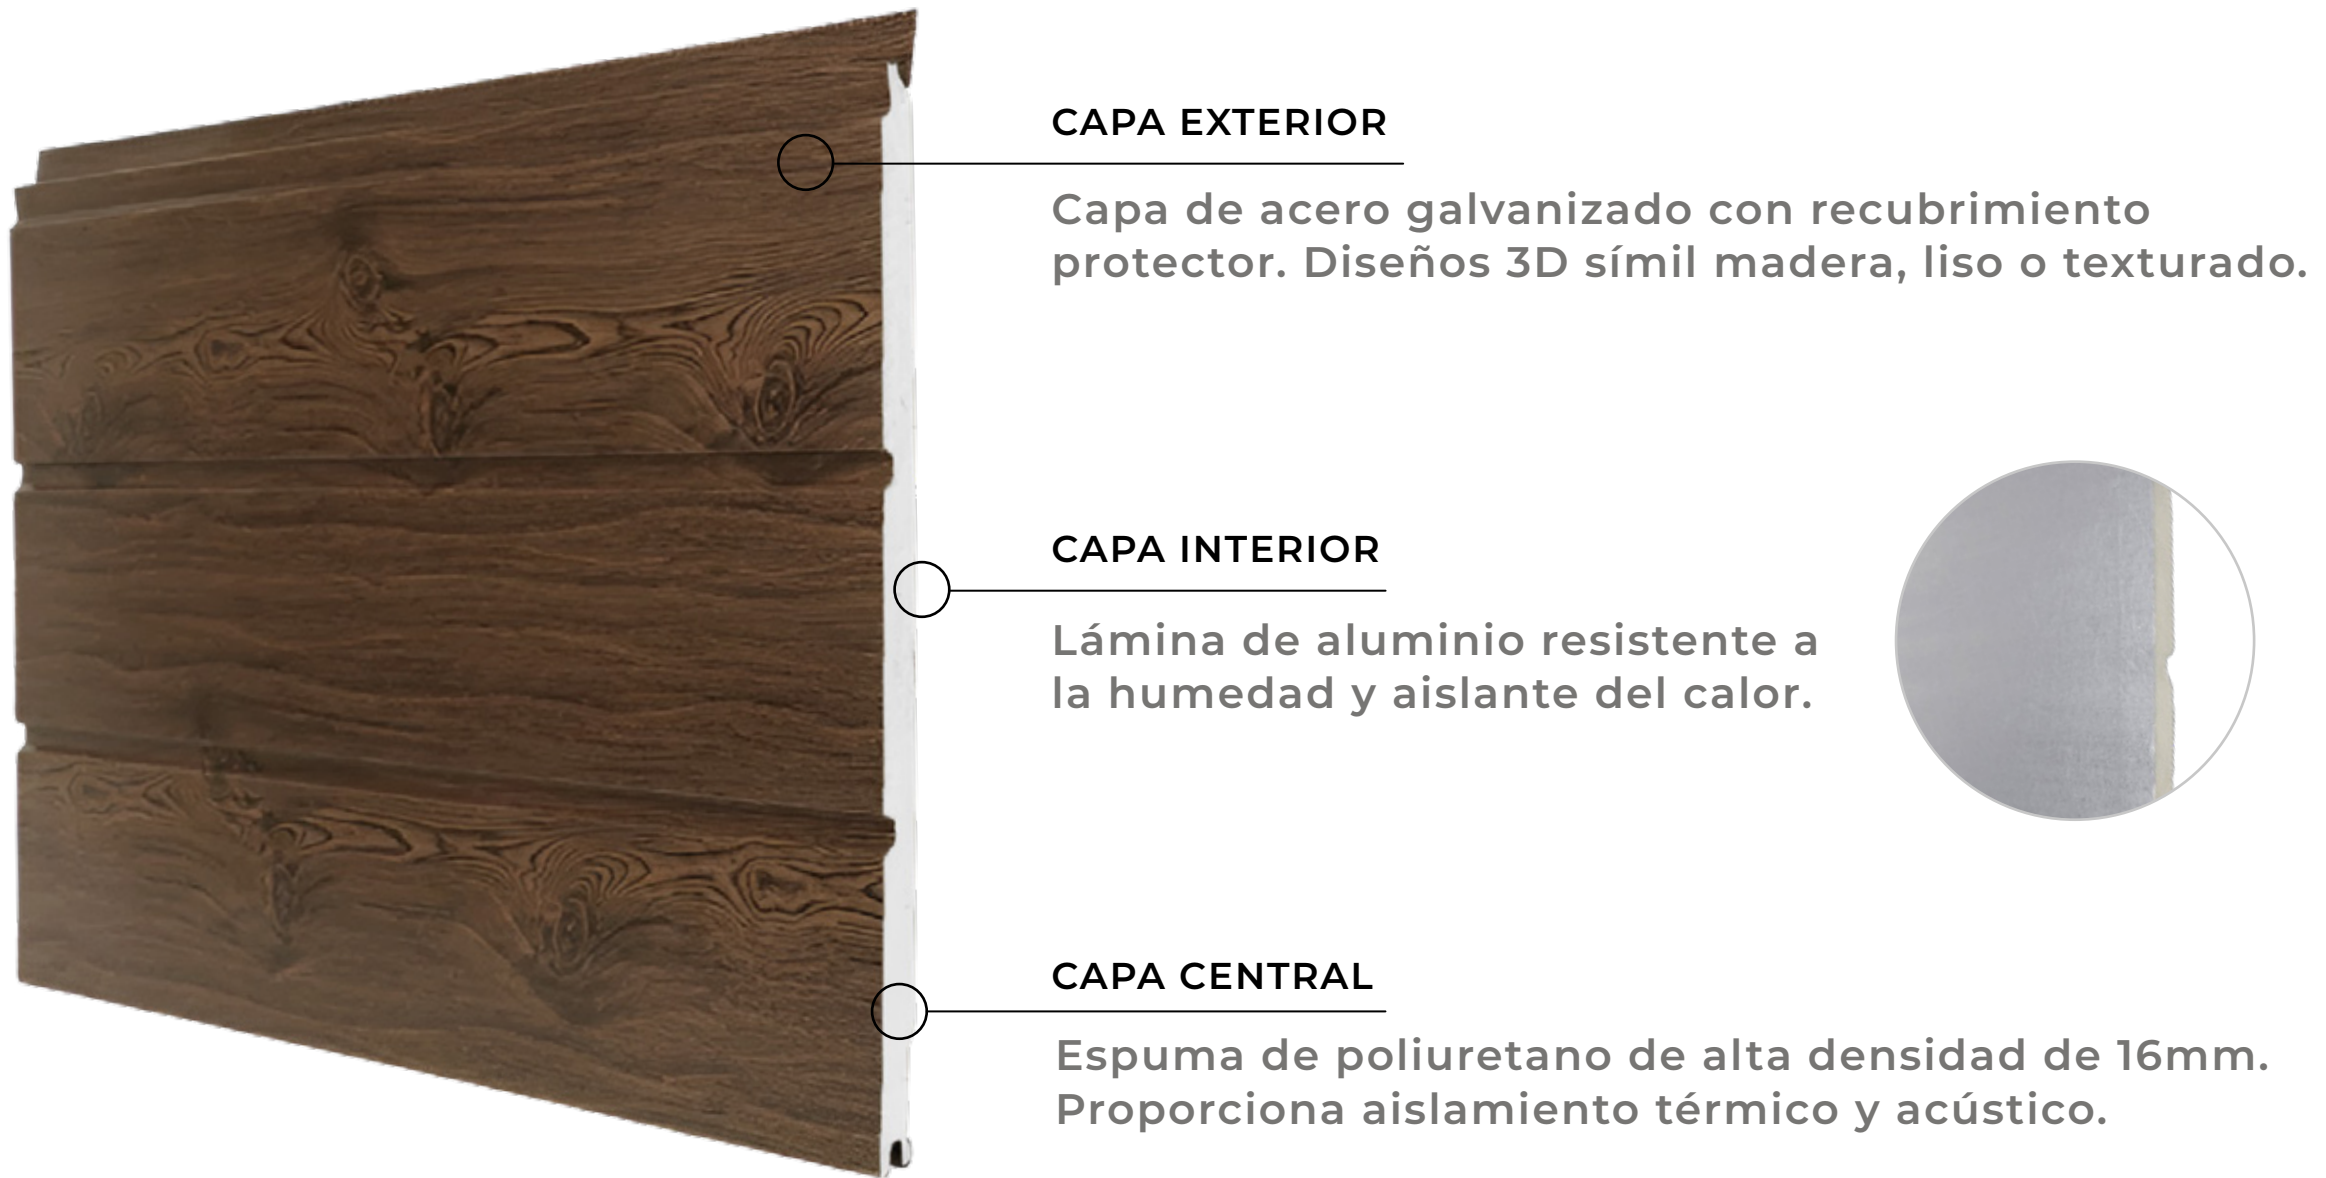 CAPA EXTERIOR
Capa de acero galvanizado con recubrimiento
protector. Diseños 3D símil madera, liso o texturado.
CAPA INTERIOR
Lámina de aluminio resistente a
la humedad y aislante del calor.
CAPA CENTRAL
Espuma de poliuretano de alta densidad de 16mm.
Proporciona aislamiento térmico y acústico.